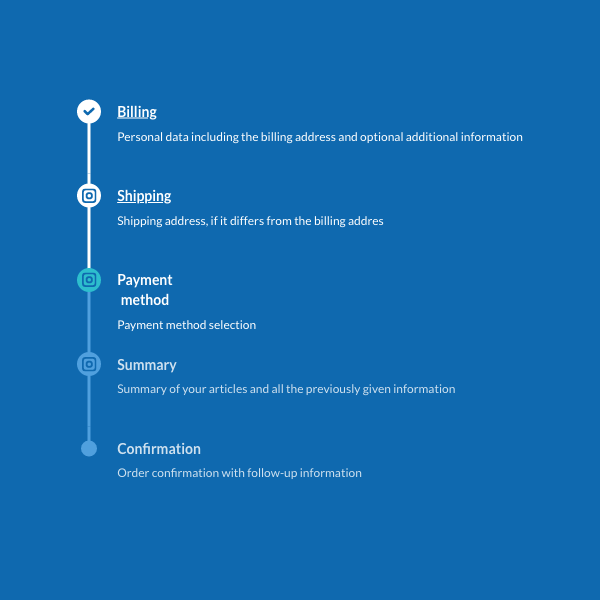 Billing
Personal data including the billing address and optional additional information
Shipping
Shipping address, if it differs from the billing addres
Payment
method
Payment method selection
Summary
Summary of your articles and all the previously given information
Confirmation
Order confirmation with follow-up information